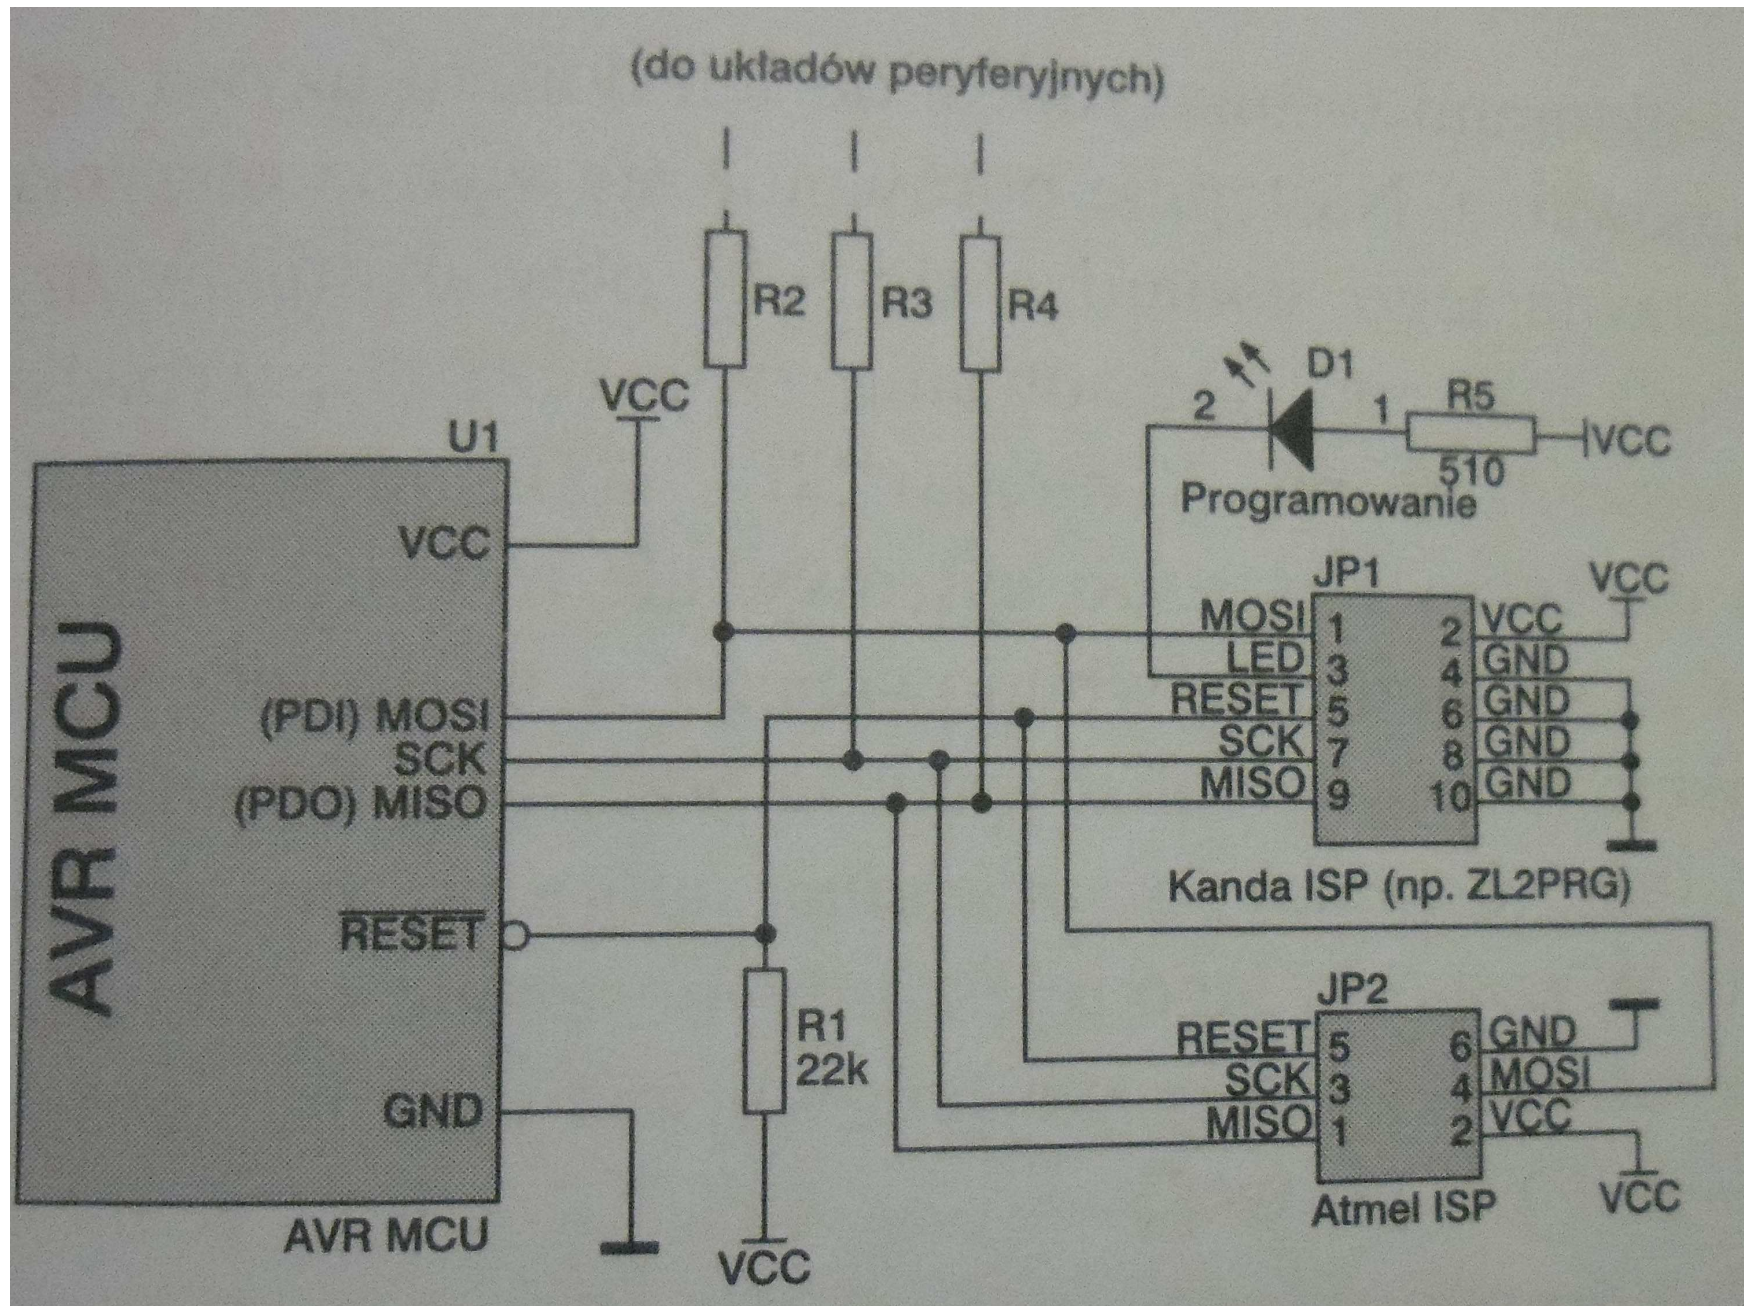 (do układów peryferyjnych)
R2
R3
R4
D1
2
1
R5
VCC
510
Programowanie
VCC
U1
VCC
AVR MCU
(PDI) MOSI
SCK
(PDO) MISO
RESET
GND
AVR MCU
R1
22k
VCC
JP1
VCC
MOSI 1 2 VCC
LED 3 4 GND
RESET 5 6 GND
SCK 7 8 GND
MISO 9 10 GND
Kanda ISP (np. ZL2PRG)
JP2
RESET 5 6 GND
SCK 3 4 MOSI
MISO 1 2 VCC
Atmel ISP
VCC